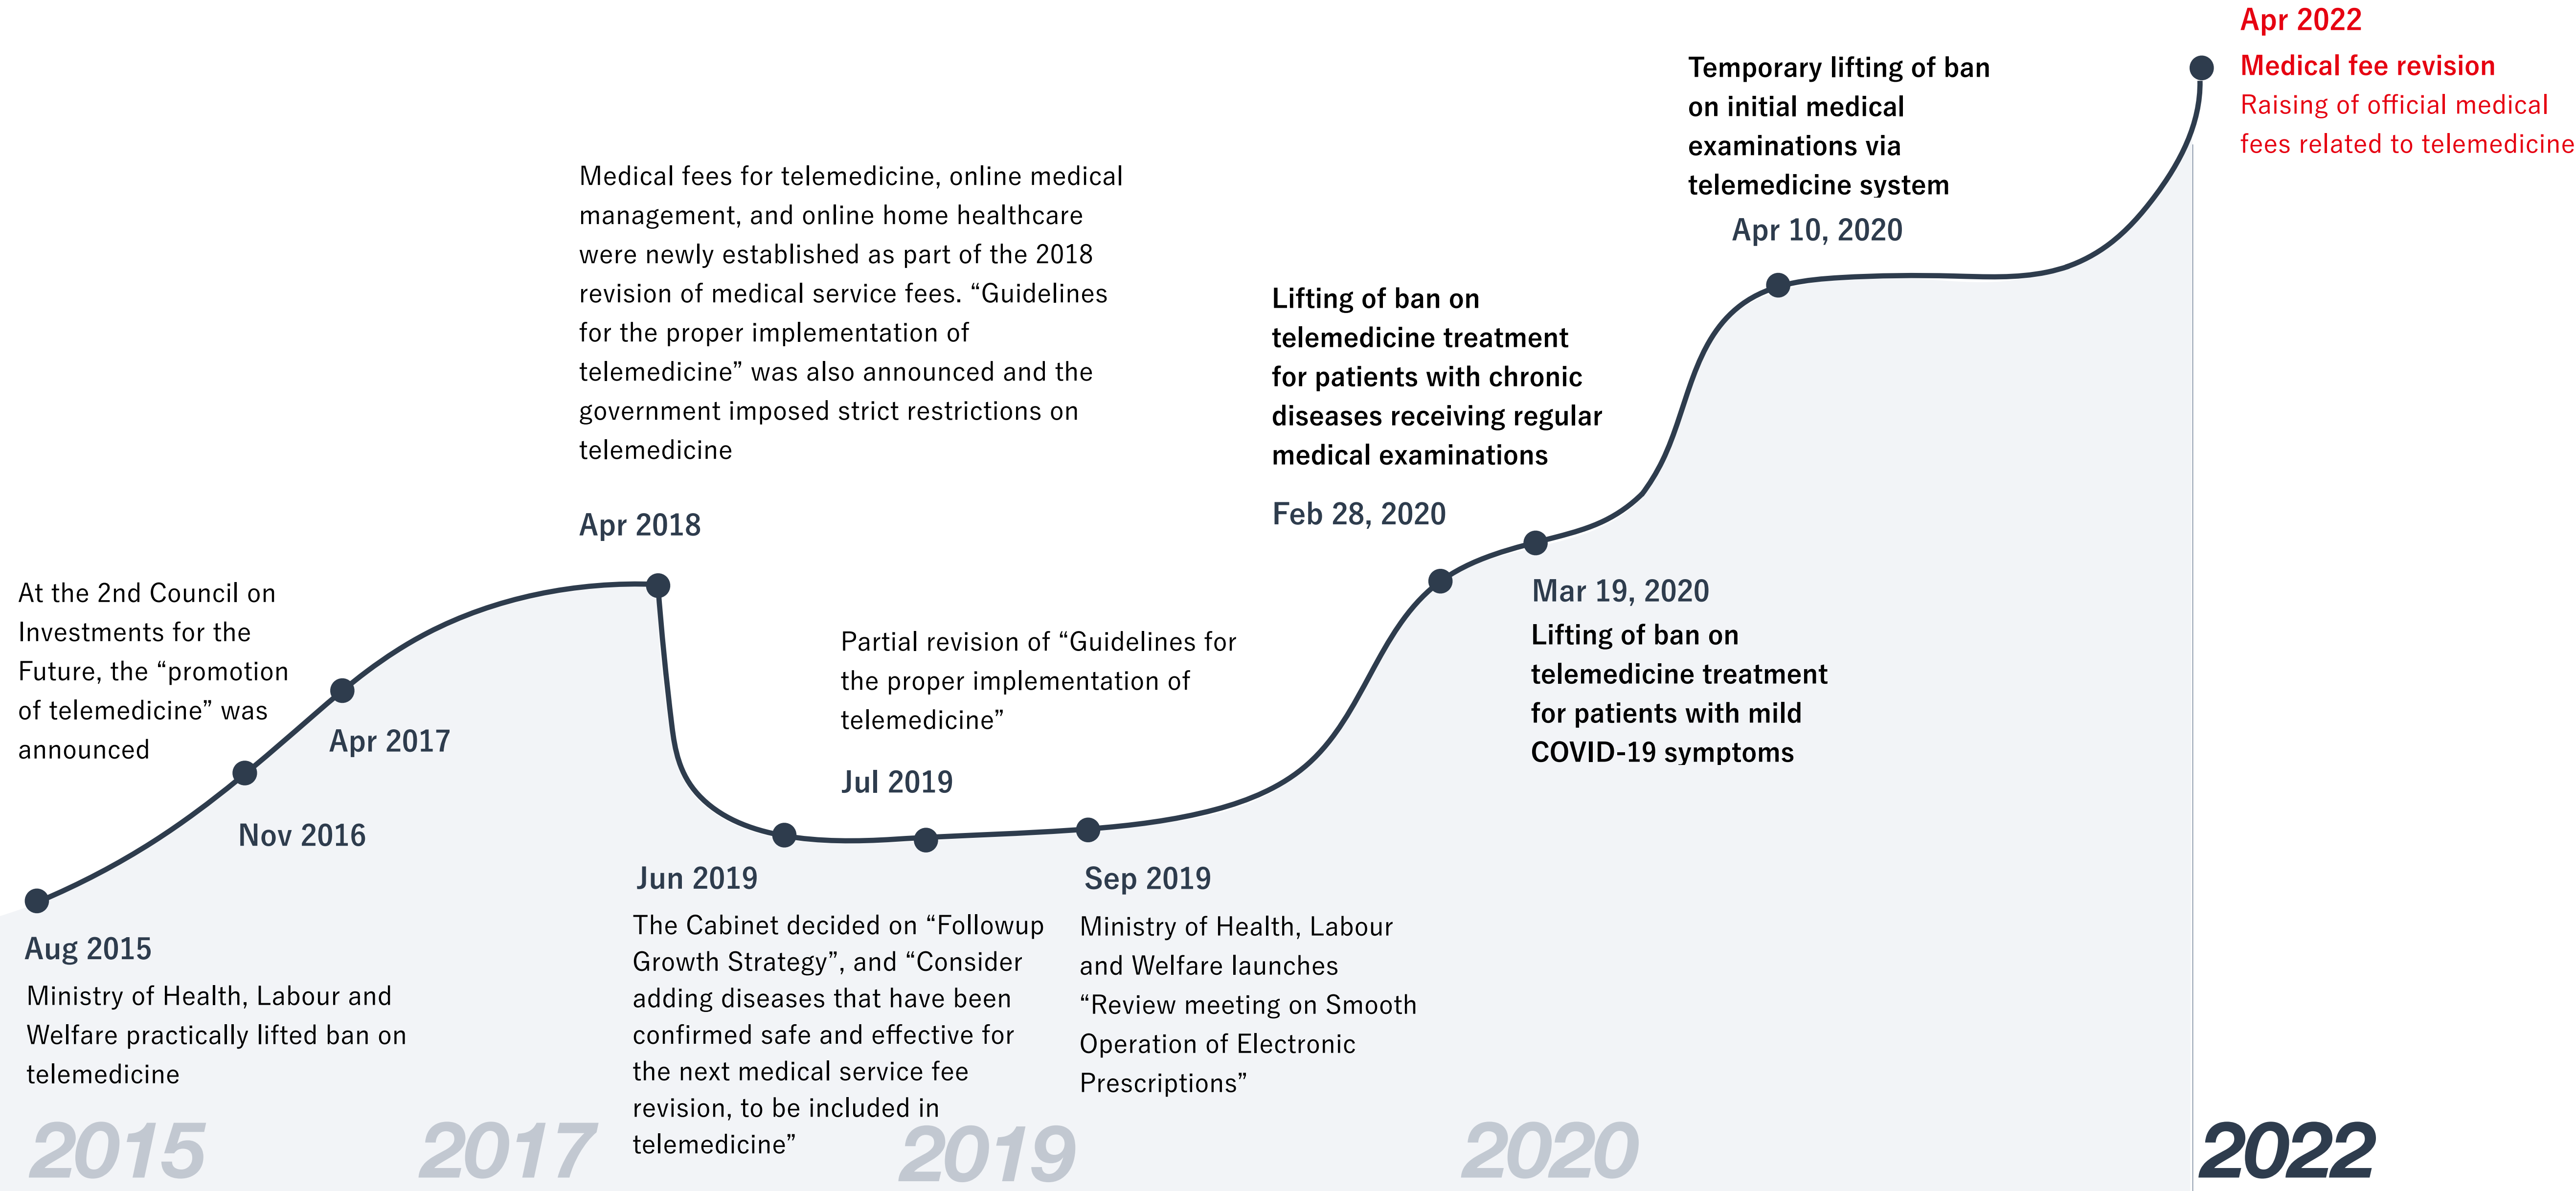 At the 2nd Council on
Investments for the
Future, the “promotion
of telemedicine” was
announced
Aug 2015
Ministry of Health, Labour and
Welfare practically lifted ban on
telemedicine
Nov 2016
Apr 2017
Medical fees for telemedicine, online medical
management, and online home healthcare
were newly established as part of the 2018
revision of medical service fees. “Guidelines
for the proper implementation of
telemedicine” was also announced and the
government imposed strict restrictions on
telemedicine
Apr 2018
Jun 2019
The Cabinet decided on “Followup
Growth Strategy”, and “Consider
adding diseases that have been
confirmed safe and effective for
the next medical service fee
revision, to be included in
telemedicine”
Partial revision of “Guidelines for
the proper implementation of
telemedicine”
Jul 2019
Sep 2019
Ministry of Health, Labour
and Welfare launches
“Review meeting on Smooth
Operation of Electronic
Prescriptions”
Lifting of ban on
telemedicine treatment
for patients with chronic
diseases receiving regular
medical examinations
Feb 28, 2020
Mar 19, 2020
Lifting of ban on
telemedicine treatment
for patients with mild
COVID-19 symptoms
Temporary lifting of ban
on initial medical
examinations via
telemedicine system
Apr 10, 2020
Apr 2022
Medical fee revision
Raising of official medical
fees related to telemedicine
2015
2017
2019
2020
2022